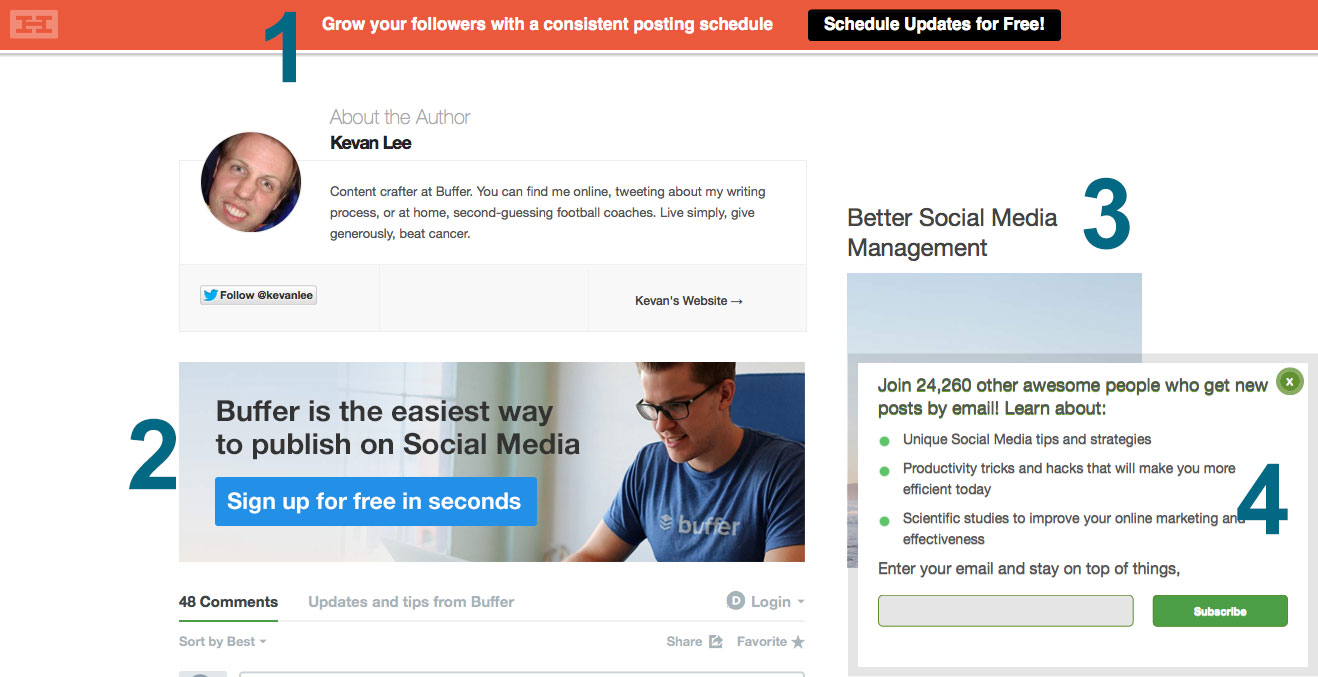 1
Grow your followers with a consistent posting schedule
Schedule Updates for Free!
About the Author
Kevan Lee
Content crafter at Buffer. You can find me online, tweeting about my writing
process, or at home, second-guessing football coaches. Live simply, give
generously, beat cancer.
Follow @kevanlee
Kevan's Website →
3
Better Social Media
Management
2
Buffer is the easiest way
to publish on Social Media
Sign up for free in seconds
buffer
Join 24,260 other awesome people who get new
posts by email! Learn about:
x
Unique Social Media tips and strategies
Productivity tricks and hacks that will make you more
efficient today
Scientific studies to improve your online marketing and
effectiveness
4
Enter your email and stay on top of things,
Subscribe
48 Comments
Updates and tips from Buffer
D Login
Sort by Best
Share
Favorite ★